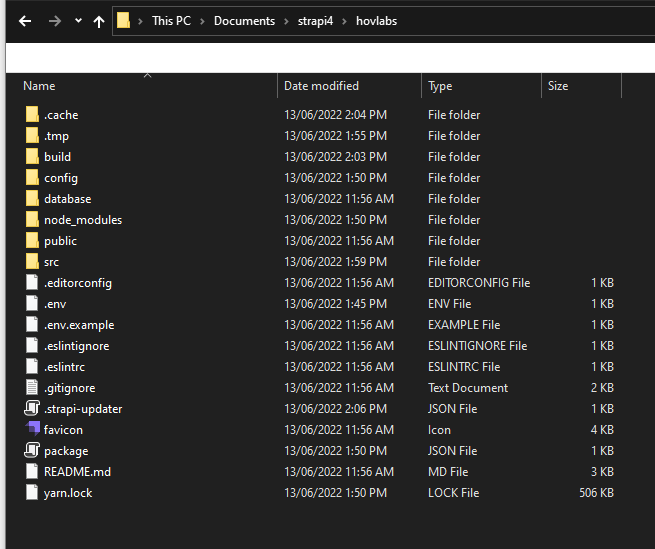 This PC > Documents > strapi4 > hovlabs
Name Date modified Type Size
.cache 13/06/2022 2:04 PM File folder
.tmp 13/06/2022 1:55 PM File folder
build 13/06/2022 2:03 PM File folder
config 13/06/2022 1:50 PM File folder
database 13/06/2022 11:56 AM File folder
node_modules 13/06/2022 1:50 PM File folder
public 13/06/2022 11:56 AM File folder
src 13/06/2022 1:59 PM File folder
.editorconfig 13/06/2022 11:56 AM EDITORCONFIG File 1 KB
.env 13/06/2022 1:45 PM ENV File 1 KB
.env.example 13/06/2022 11:56 AM EXAMPLE File 1 KB
.eslintignore 13/06/2022 11:56 AM ESLINTIGNORE File 1 KB
.eslintrc 13/06/2022 11:56 AM ESLINTRC File 1 KB
.gitignore 13/06/2022 11:56 AM Text Document 2 KB
.strapi-updater 13/06/2022 2:06 PM JSON File 1 KB
favicon 13/06/2022 11:56 AM Icon 4 KB
package 13/06/2022 1:50 PM JSON File 1 KB
README.md 13/06/2022 11:56 AM MD File 3 KB
yarn.lock 13/06/2022 1:50 PM LOCK File 506 KB